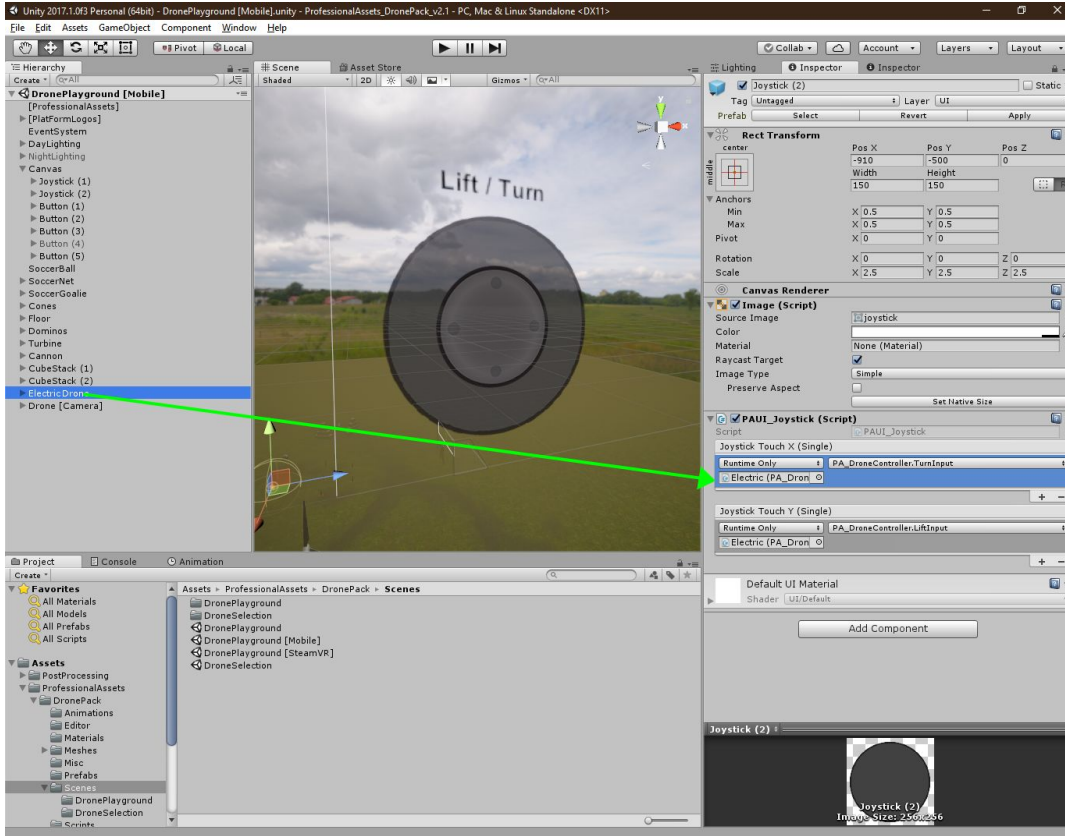 Unity 2017.1.0f3 Personal (64bit) - DronePlayground [Mobile].unity - ProfessionalAssets_DronePack_v2.1 - PC, Mac & Linux Standalone <DX11>
File Edit Assets GameObject Component Window Help
Pivot Local Collab Account Layers Layout
Hierarchy
Create All
DronePlayground [Mobile]
[ProfessionalAssets]
[PlatFormLogos]
EventSystem
DayLighting
NightLighting
Canvas
Joystick (1)
Joystick (2)
Button (1)
Button (2)
Button (3)
Button (4)
Button (5)
SoccerBall
SoccerNet
SoccerGoalie
Cones
Floor
Dominos
Turbine
Cannon
CubeStack (1)
CubeStack (2)
ElectricDrone
Drone [Camera]
Scene Asset Store
Shaded 2D Gizmos All
y
Lift / Turn
Lighting Inspector Inspector
Joystick (2) Static
Tag Untagged Layer UI
Prefab Select Revert Apply
Rect Transform
center Pos X Pos Y Pos Z
middle -910 -500 0
Width Height
150 150
Anchors
Min X 0.5 Y 0.5
Max X 0.5 Y 0.5
Pivot X 0 Y 0
Rotation X 0 Y 0 Z 0
Scale X 2.5 Y 2.5 Z 2.5
Canvas Renderer
Image (Script)
Source Image joystick
Color
Material None (Material)
Raycast Target
Image Type Simple
Preserve Aspect
Set Native Size
PAUI_Joystick (Script)
Script PAUI_Joystick
Joystick Touch X (Single)
Runtime Only PA_DroneController.TurnInput
Electric (PA_Dron
+ -
Joystick Touch Y (Single)
Runtime Only PA_DroneController.LiftInput
Electric (PA_Dron
+ -
Default UI Material
Shader UI/Default
Add Component
Joystick (2)
Joystick (2)
Image Size: 256x256
Project Console Animation
Create
Favorites
All Materials
All Models
All Prefabs
All Scripts
Assets
PostProcessing
ProfessionalAssets
DronePack
Animations
Editor
Materials
Meshes
Misc
Prefabs
Scenes
DronePlayground
DroneSelection
Scripts
Assets ProfessionalAssets DronePack Scenes
DronePlayground
DroneSelection
DronePlayground
DronePlayground [Mobile]
DronePlayground [SteamVR]
DroneSelection